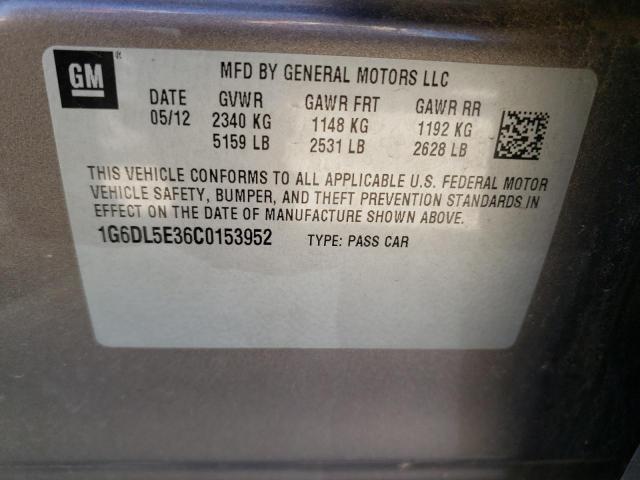 GM®
MFD BY GENERAL MOTORS LLC
DATE GVWR GAWR FRT GAWR RR
05/12 2340 KG 1148 KG 1192 KG
5159 LB 2531 LB 2628 LB
THIS VEHICLE CONFORMS TO ALL APPLICABLE U.S. FEDERAL MOTOR
VEHICLE SAFETY, BUMPER, AND THEFT PREVENTION STANDARDS IN
EFFECT ON THE DATE OF MANUFACTURE SHOWN ABOVE.
1G6DL5E36C0153952 TYPE: PASS CAR